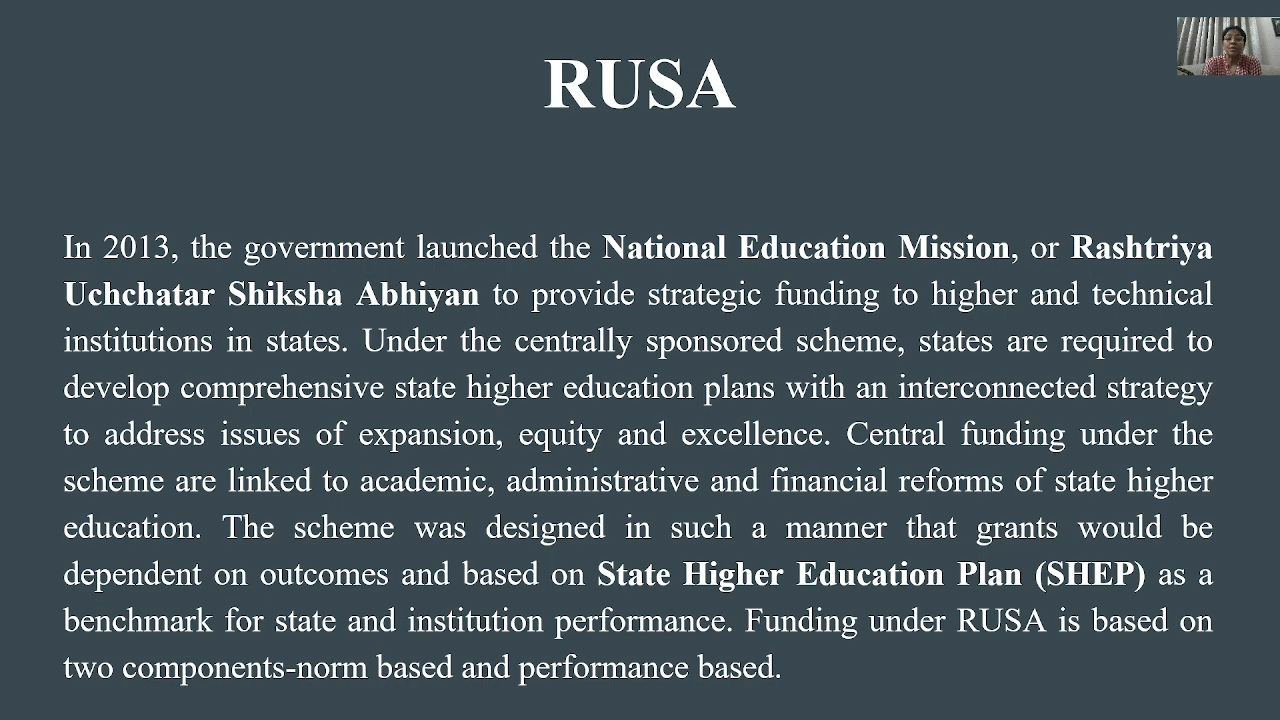 RUSA
In 2013, the government launched the National Education Mission, or Rashtriya
Uchchatar Shiksha Abhiyan to provide strategic funding to higher and technical
institutions in states. Under the centrally sponsored scheme, states are required to
develop comprehensive state higher education plans with an interconnected strategy
to address issues of expansion, equity and excellence. Central funding under the
scheme are linked to academic, administrative and financial reforms of state higher
education. The scheme was designed in such a manner that grants would be
dependent on outcomes and based on State Higher Education Plan (SHEP) as a
benchmark for state and institution performance. Funding under RUSA is based on
two components-norm based and performance based.